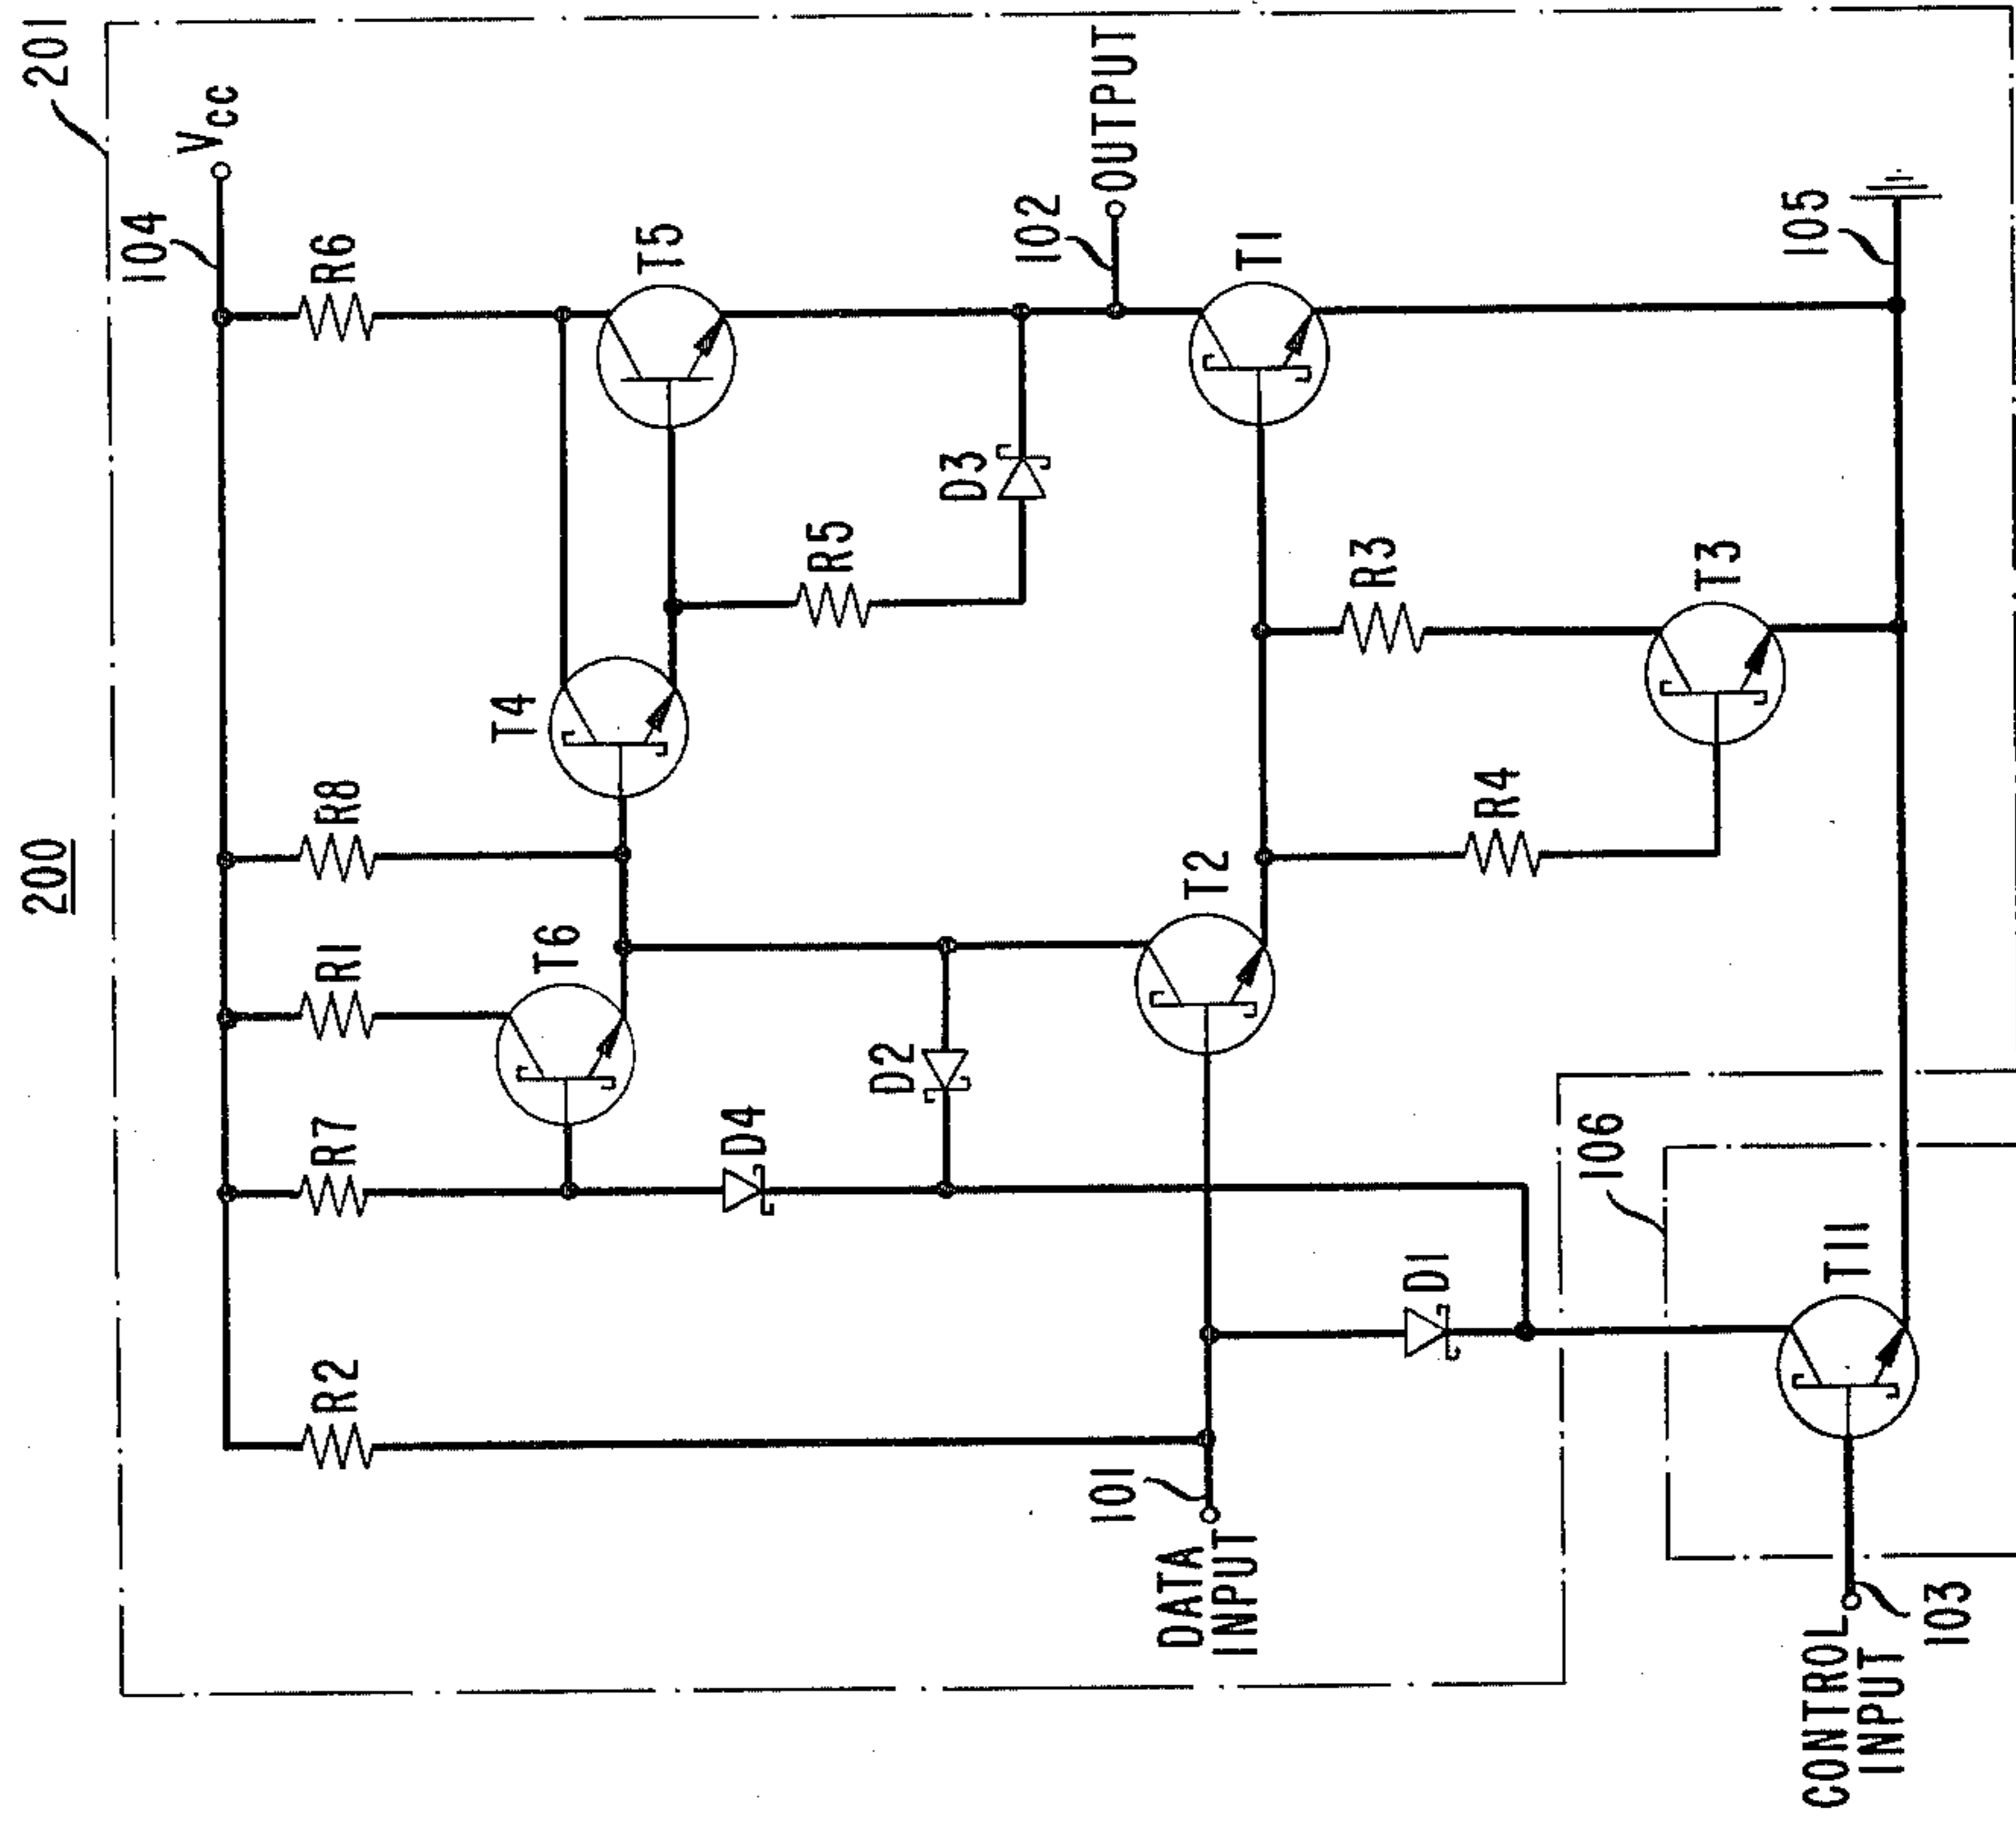 200
201
104
Vcc
R2
R7
R1
R8
R6
T6
T4
T5
D4
D2
R5
D3
102
OUTPUT
101
DATA
INPUT
T2
T1
D1
R4
R3
106
T11
T3
105
CONTROL
INPUT
103